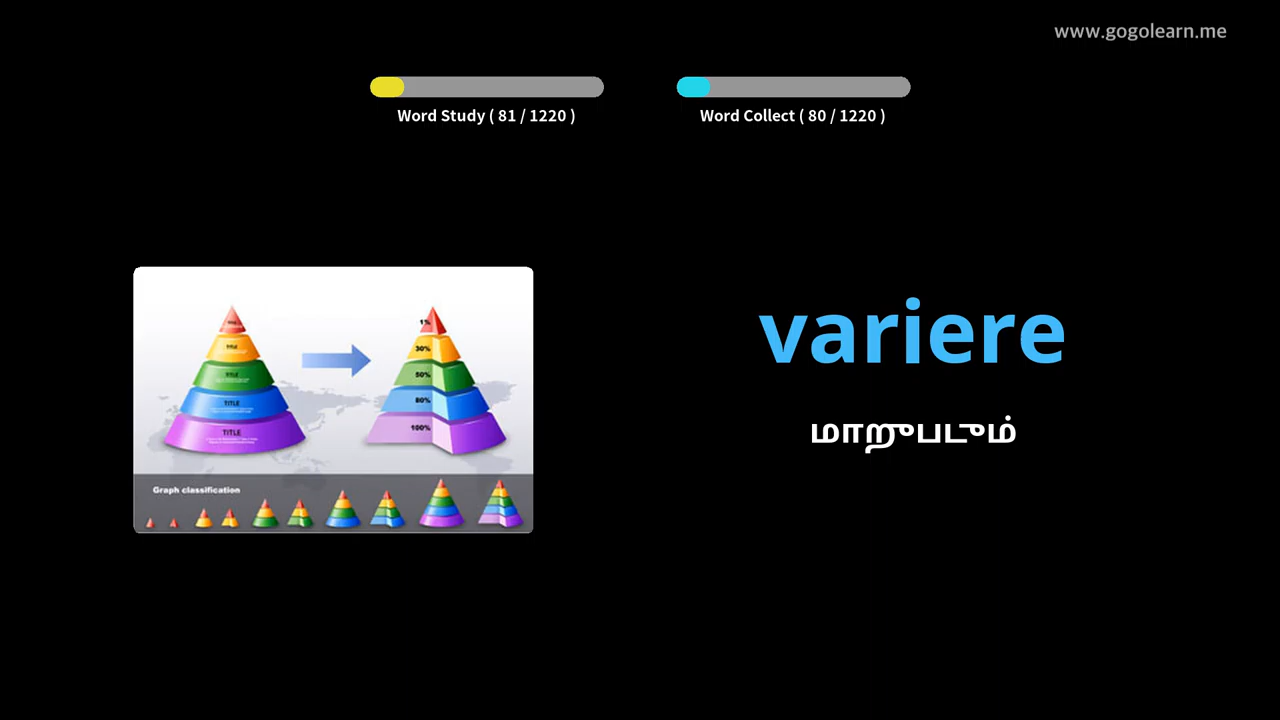 www.gogolearn.me
Word Study ( 81 / 1220 )
Word Collect ( 80 / 1220 )
variere
மாறுபடும்
1%
30%
TITLE
50%
TITLE
80%
TITLE
100%
Graph classification